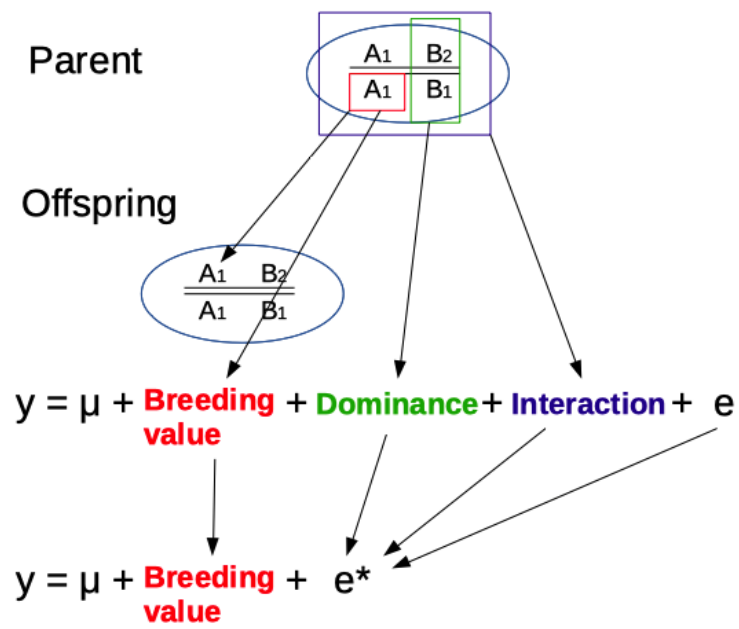 Parent
A1 B2
A1 B1
Offspring
A1 B2
A1 B1
y = μ + Breeding value + Dominance + Interaction + e
y = μ + Breeding value + e*